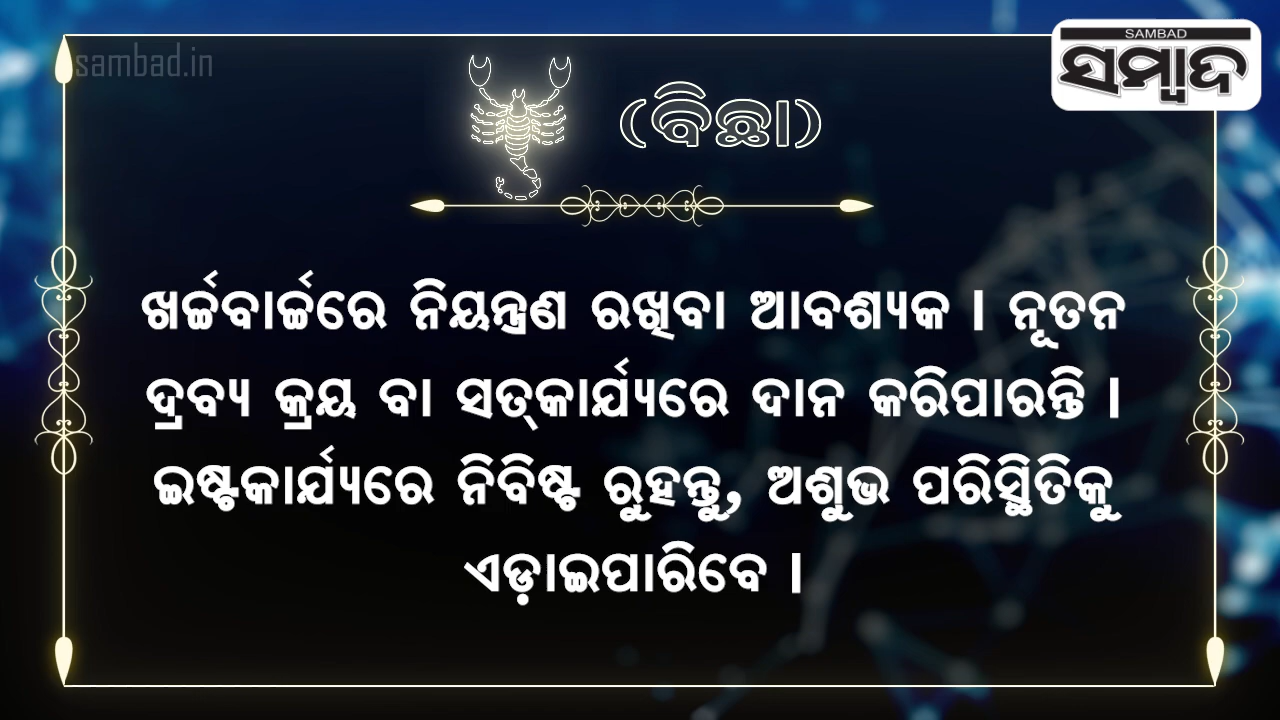 sambad.in
SAMBAD
ସମ୍ବାଦ
(ବିଛା)
ଖର୍ଚ୍ଚବାର୍ଚ୍ଚରେ ନିୟନ୍ତ୍ରଣ ରଖିବା ଆବଶ୍ୟକ । ନୂତନ
ଦ୍ରବ୍ୟ କ୍ରୟ ବା ସତ୍‌କାର୍ଯ୍ୟରେ ଦାନ କରିପାରନ୍ତି ।
ଇଷ୍ଟକାର୍ଯ୍ୟରେ ନିବିଷ୍ଟ ରୁହନ୍ତୁ, ଅଶୁଭ ପରିସ୍ଥିତିକୁ
ଏଡ଼ାଇପାରିବେ ।